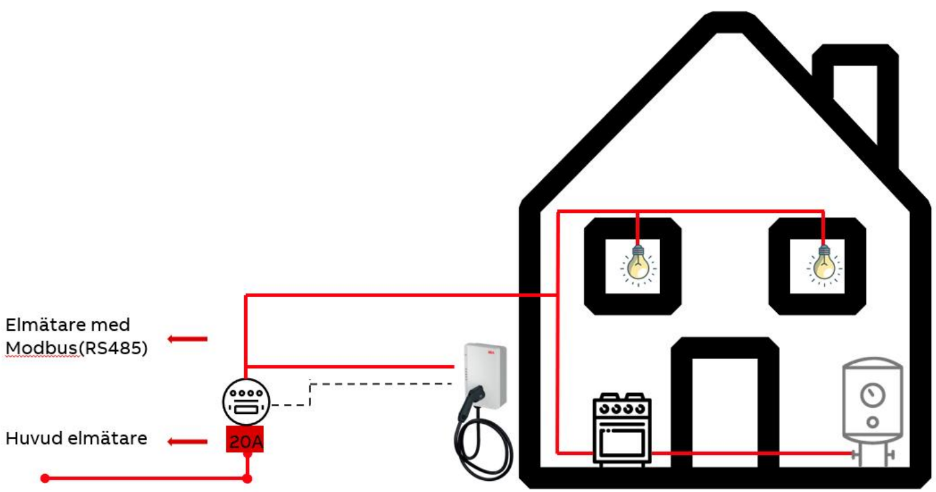 Elmätare med
Modbus(RS485)
Huvud elmätare
20A